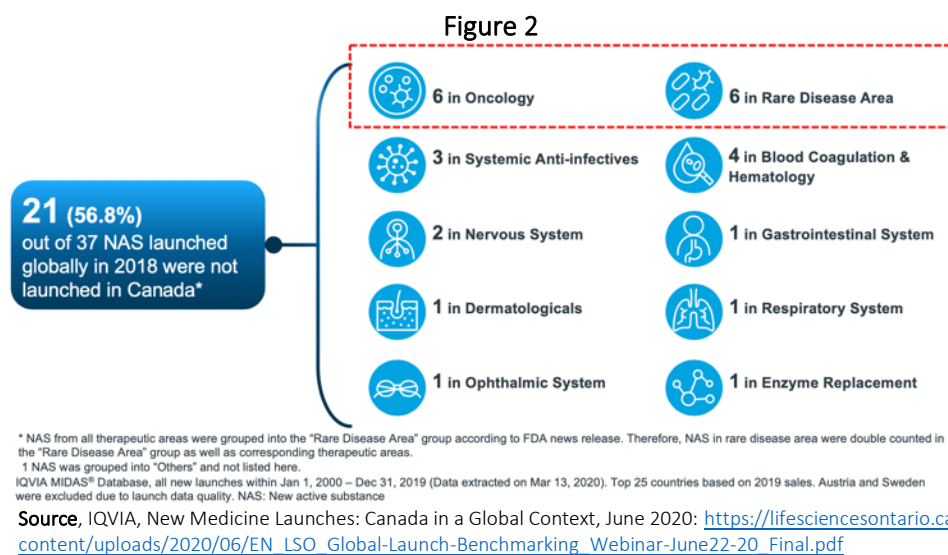 Figure 2
21 (56.8%)
out of 37 NAS launched
globally in 2018 were not
launched in Canada*
6 in Oncology
6 in Rare Disease Area
3 in Systemic Anti-infectives
4 in Blood Coagulation &
Hematology
2 in Nervous System
1 in Gastrointestinal System
1 in Dermatologicals
1 in Respiratory System
1 in Ophthalmic System
1 in Enzyme Replacement
* NAS from all therapeutic areas were grouped into the "Rare Disease Area" group according to FDA news release. Therefore, NAS in rare disease area were double counted in
the "Rare Disease Area" group as well as corresponding therapeutic areas.
1 NAS was grouped into "Others" and not listed here.
IQVIA MIDAS® Database, all new launches within Jan 1, 2000 – Dec 31, 2019 (Data extracted on Mar 13, 2020). Top 25 countries based on 2019 sales. Austria and Sweden
were excluded due to launch data quality. NAS: New active substance
Source, IQVIA, New Medicine Launches: Canada in a Global Context, June 2020: https://lifesciencesontario.ca
content/uploads/2020/06/EN_LSO_Global-Launch-Benchmarking_Webinar-June22-20_Final.pdf